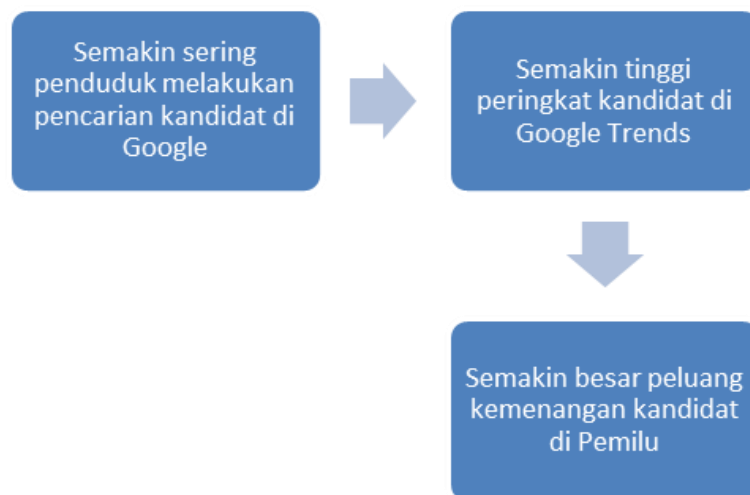 Semakin sering
penduduk melakukan
pencarian kandidat di
Google
Semakin tinggi
peringkat kandidat di
Google Trends
Semakin besar peluang
kemenangan kandidat
di Pemilu